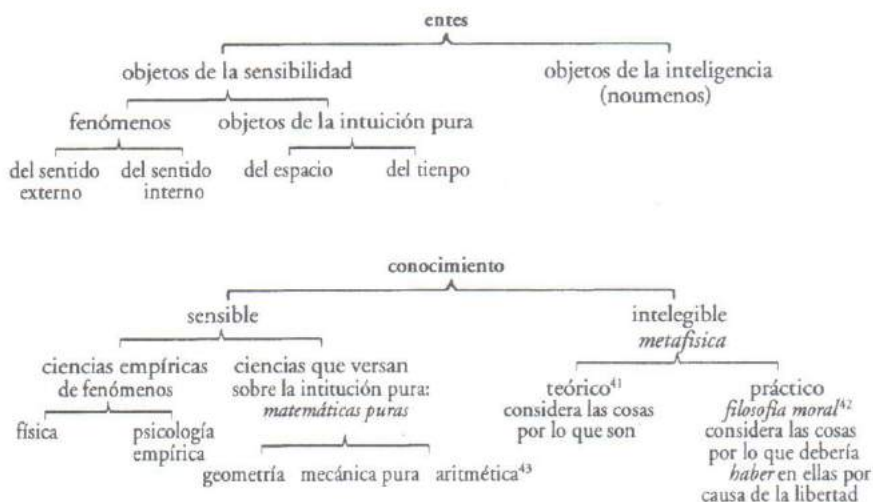 entes
objetos de la sensibilidad
objetos de la inteligencia
(noumenos)
fenómenos
objetos de la intuición pura
del sentido
externo
del sentido
interno
del espacio
del tienpo
conocimiento
sensible
intelegible
metafísica
ciencias empíricas
de fenómenos
ciencias que versan
sobre la intitución pura:
matemáticas puras
teórico⁴¹
considera las cosas
por lo que son
práctico
filosofía moral⁴²
considera las cosas
por lo que debería
haber en ellas por
causa de la libertad
física
psicología
empírica
geometría
mecánica pura
aritmética⁴³